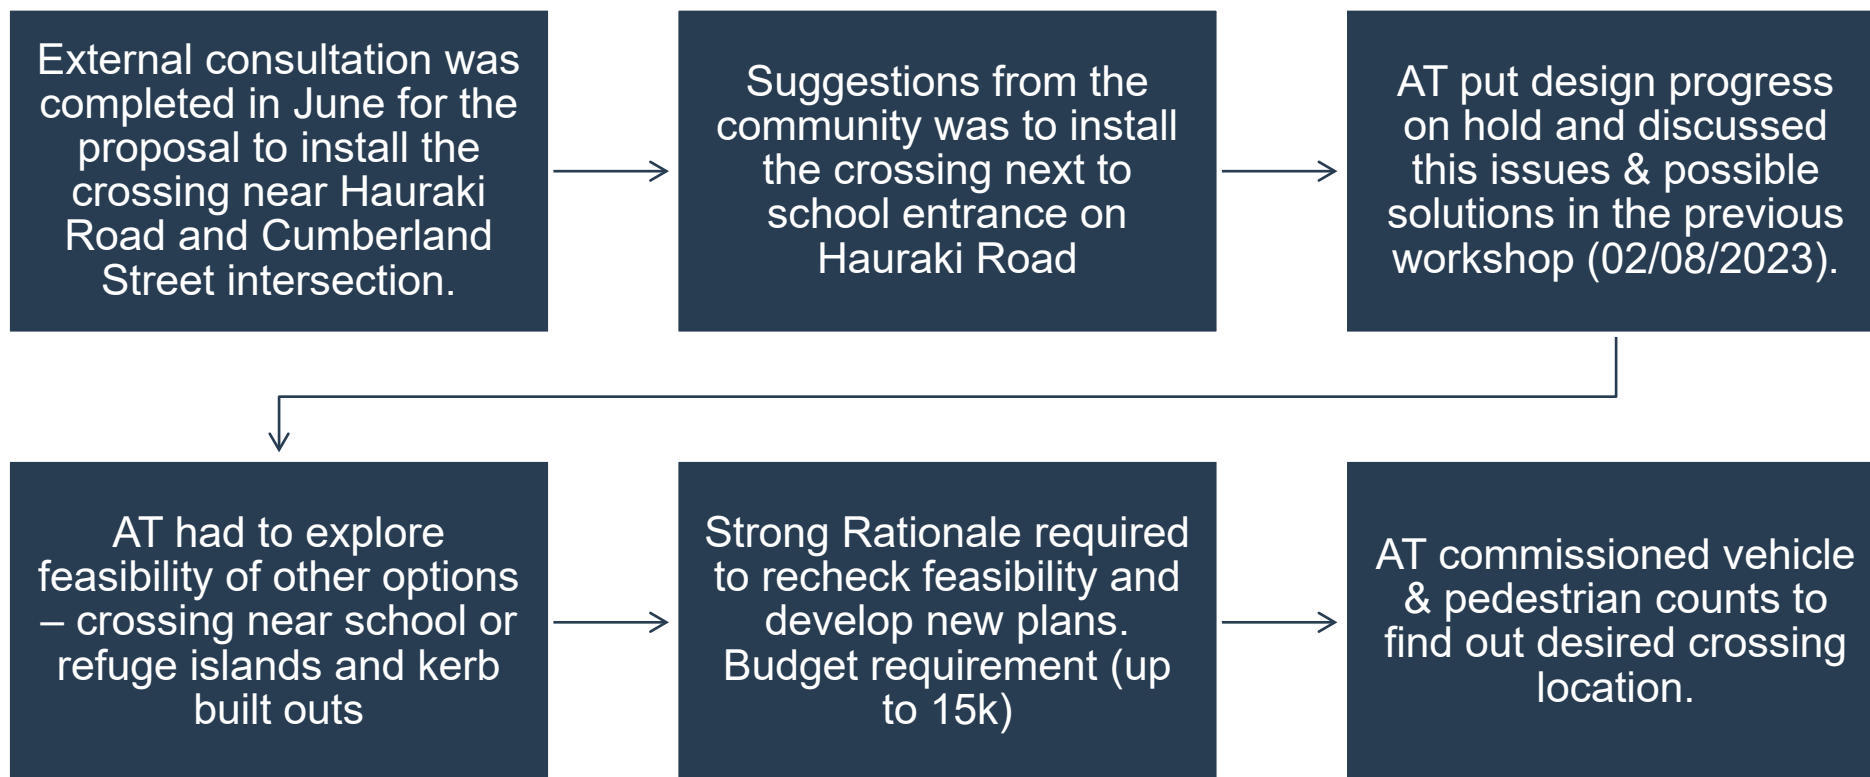 External consultation was
completed in June for the
proposal to install the
crossing near Hauraki
Road and Cumberland
Street intersection.
Suggestions from the
community was to install
the crossing next to
school entrance on
Hauraki Road
AT put design progress
on hold and discussed
this issues & possible
solutions in the previous
workshop (02/08/2023).
AT had to explore
feasibility of other options
– crossing near school or
refuge islands and kerb
built outs
Strong Rationale required
to recheck feasibility and
develop new plans.
Budget requirement (up
to 15k)
AT commissioned vehicle
& pedestrian counts to
find out desired crossing
location.